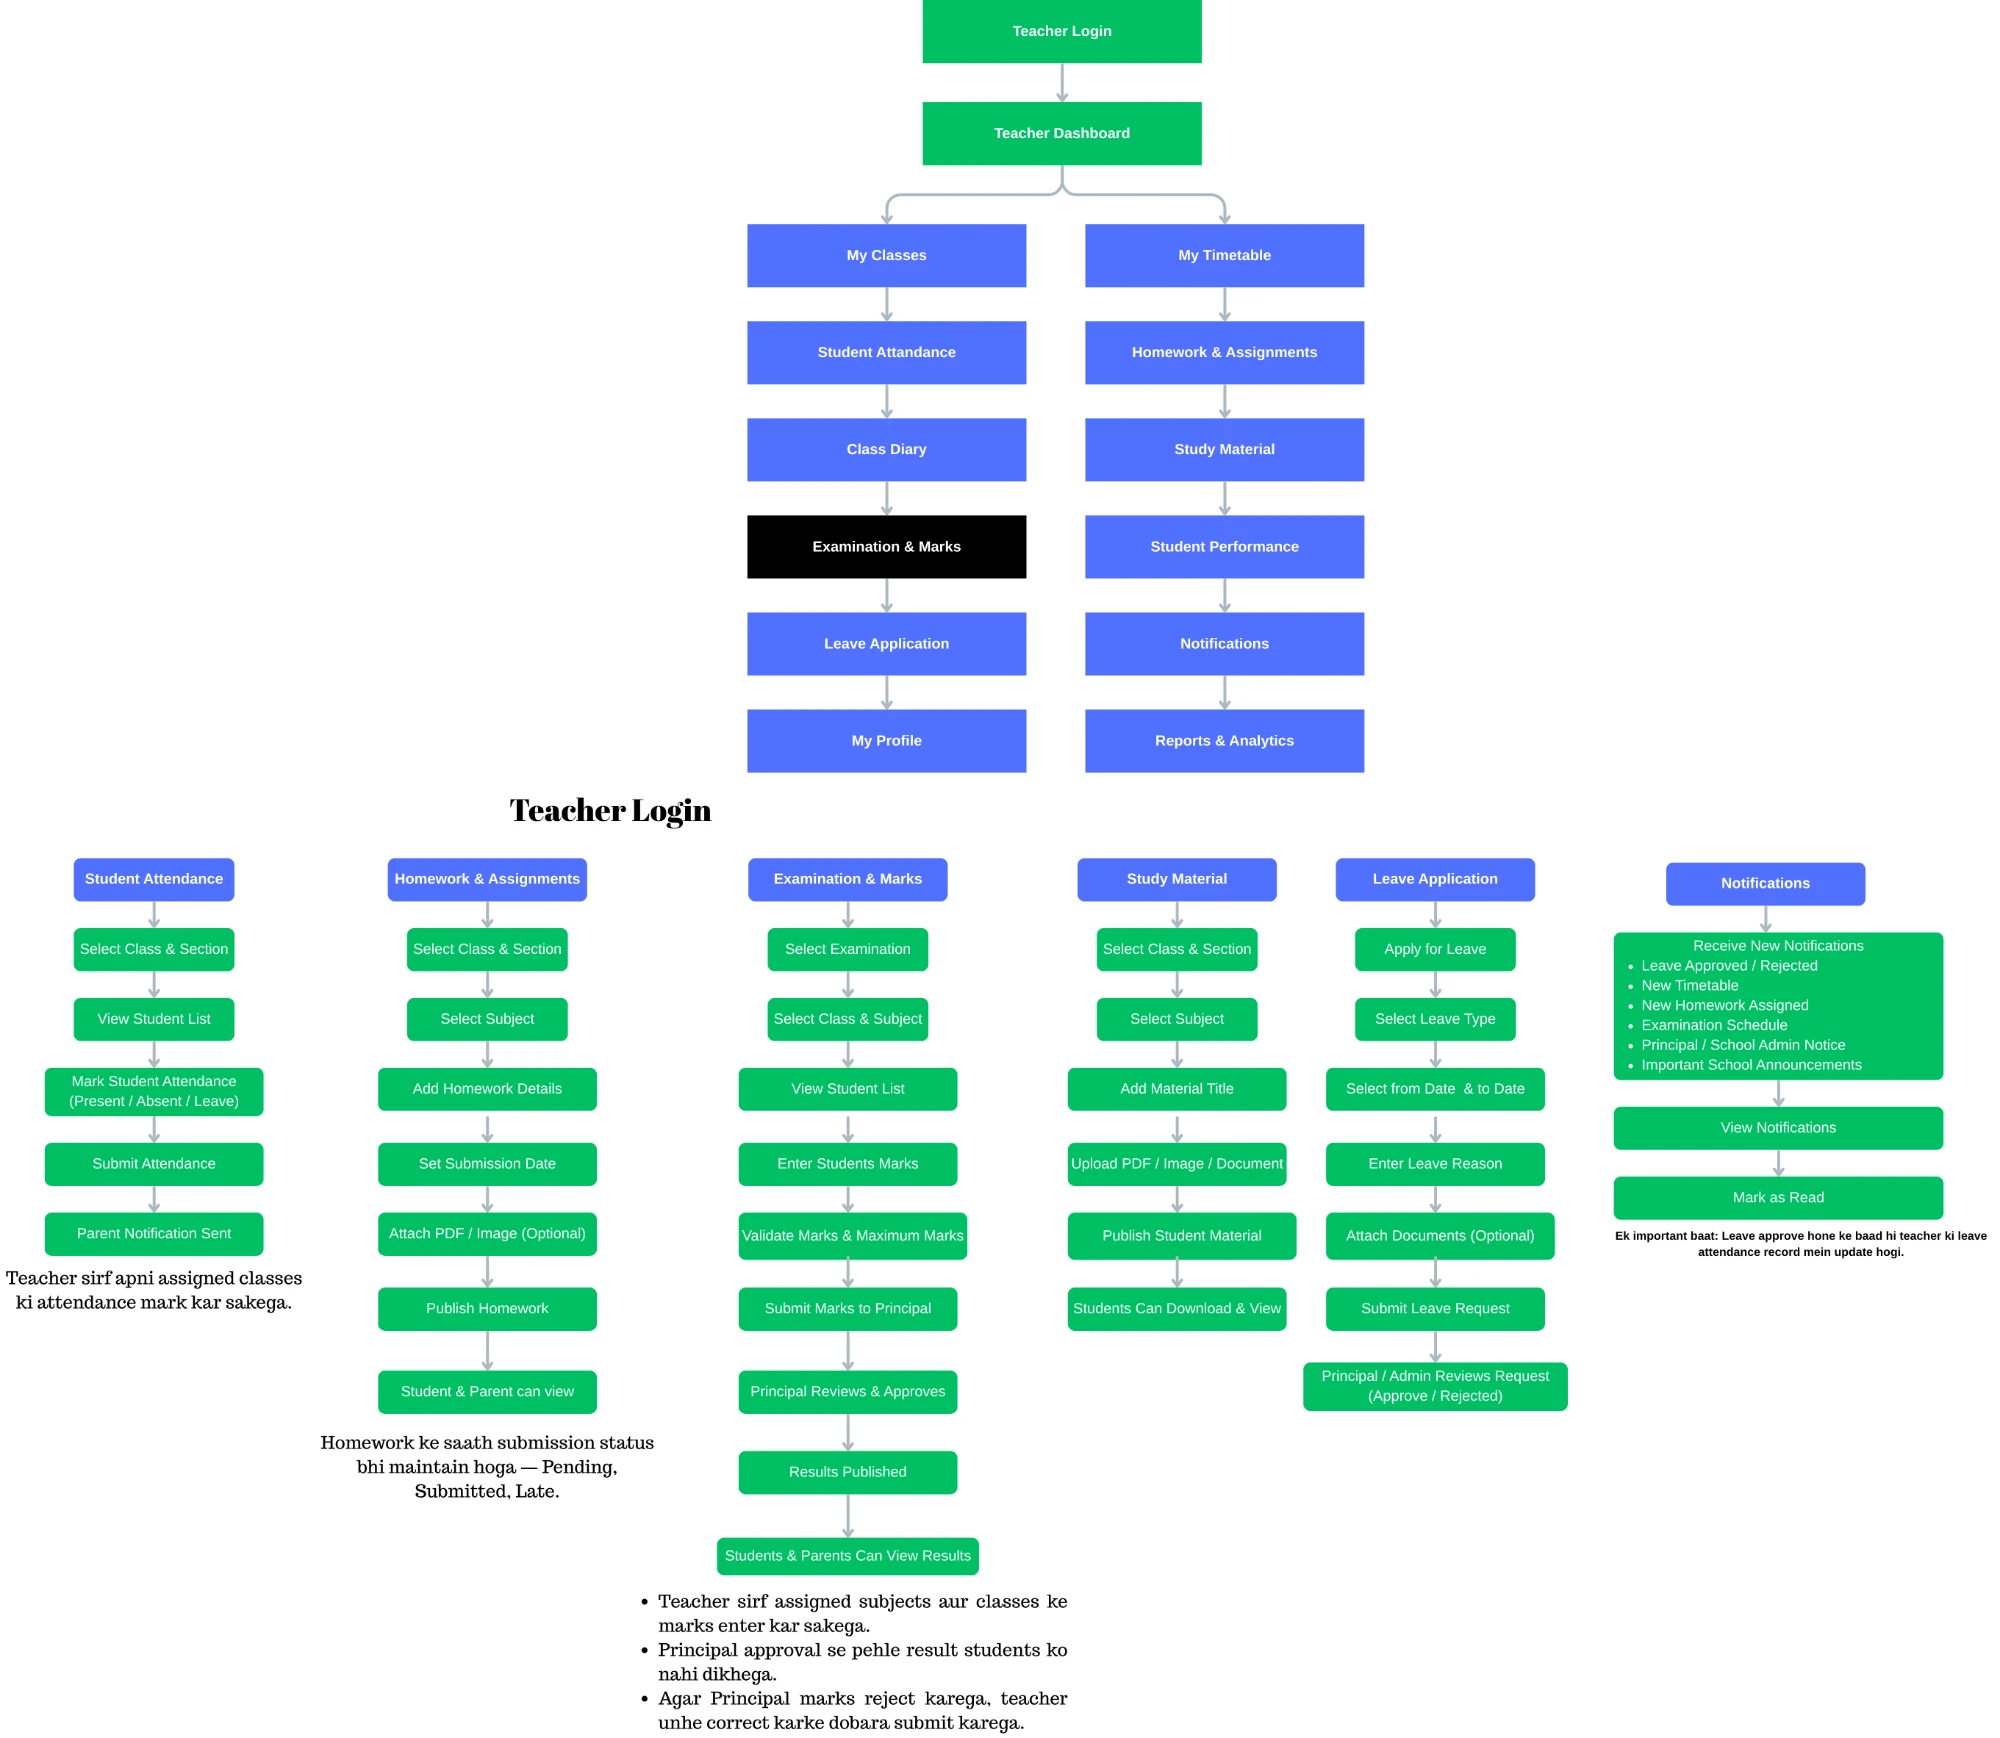 Teacher Login
Teacher Dashboard
My Classes
My Timetable
Student Attandance
Homework & Assignments
Class Diary
Study Material
Examination & Marks
Student Performance
Leave Application
Notifications
My Profile
Reports & Analytics
Teacher Login
Student Attendance
Select Class & Section
View Student List
Mark Student Attendance
(Present / Absent / Leave)
Submit Attendance
Parent Notification Sent
Teacher sirf apni assigned classes
ki attendance mark kar sakega.
Homework & Assignments
Select Class & Section
Select Subject
Add Homework Details
Set Submission Date
Attach PDF / Image (Optional)
Publish Homework
Student & Parent can view
Homework ke saath submission status
bhi maintain hoga — Pending,
Submitted, Late.
Examination & Marks
Select Examination
Select Class & Subject
View Student List
Enter Students Marks
Validate Marks & Maximum Marks
Submit Marks to Principal
Principal Reviews & Approves
Results Published
Students & Parents Can View Results
• Teacher sirf assigned subjects aur classes ke
marks enter kar sakega.
• Principal approval se pehle result students ko
nahi dikhega.
• Agar Principal marks reject karega, teacher
unhe correct karke dobara submit karega.
Study Material
Select Class & Section
Select Subject
Add Material Title
Upload PDF / Image / Document
Publish Student Material
Students Can Download & View
Leave Application
Apply for Leave
Select Leave Type
Select from Date & to Date
Enter Leave Reason
Attach Documents (Optional)
Submit Leave Request
Principal / Admin Reviews Request
(Approve / Rejected)
Notifications
Receive New Notifications
• Leave Approved / Rejected
• New Timetable
• New Homework Assigned
• Examination Schedule
• Principal / School Admin Notice
• Important School Announcements
View Notifications
Mark as Read
Ek important baat: Leave approve hone ke baad hi teacher ki leave
attendance record mein update hogi.